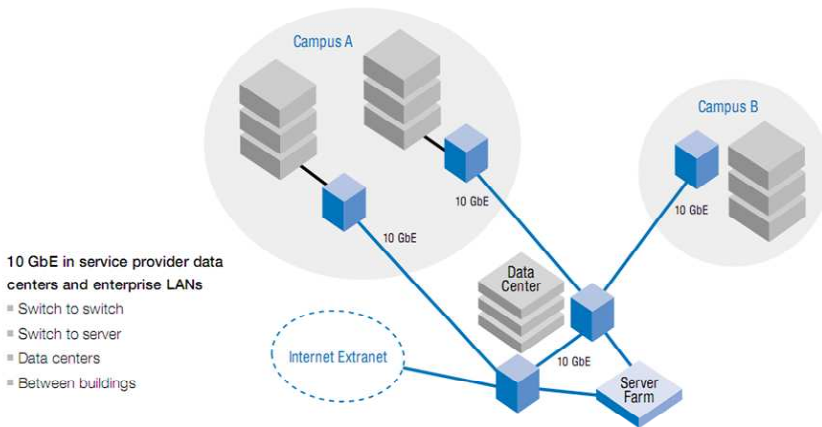 Campus A
Campus B
10 GbE
10 GbE
10 GbE
10 GbE in service provider data
centers and enterprise LANs
Switch to switch
Switch to server
Data centers
Between buildings
Data
Center
Internet Extranet
10 GbE
Server
Farm